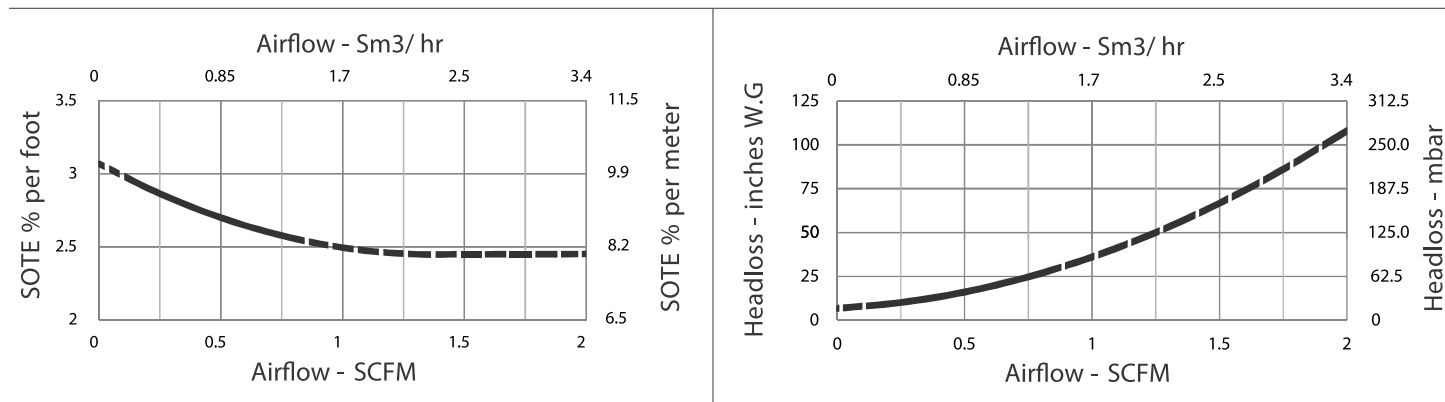 Airflow - Sm3/ hr
0 0.85 1.7 2.5 3.4
SOTE % per foot
3.5
3
2.5
2
11.5
9.9
8.2
6.5
SOTE % per meter
0 0.5 1 1.5 2
Airflow - SCFM
Airflow - Sm3/ hr
0 0.85 1.7 2.5 3.4
Headloss - inches W.G
125
100
75
50
25
0
312.5
250.0
187.5
125.0
62.5
0
Headloss - mbar
0 0.5 1 1.5 2
Airflow - SCFM